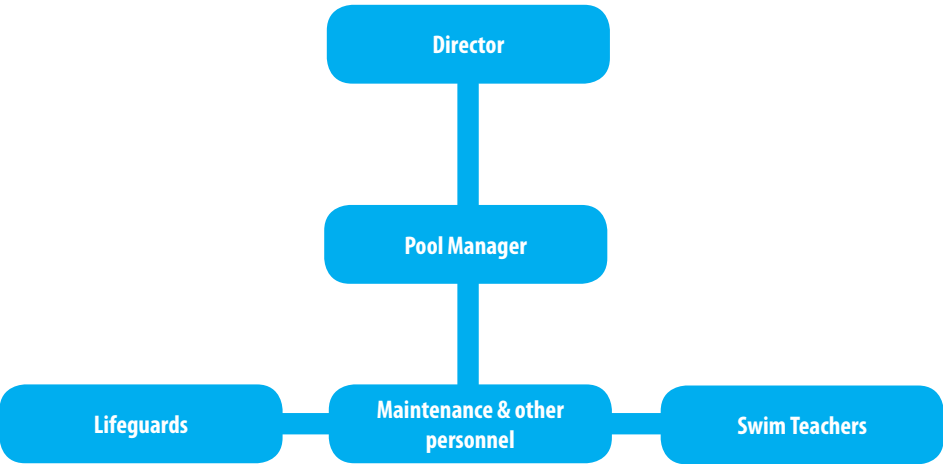 Director
Pool Manager
Lifeguards
Maintenance & other
personnel
Swim Teachers